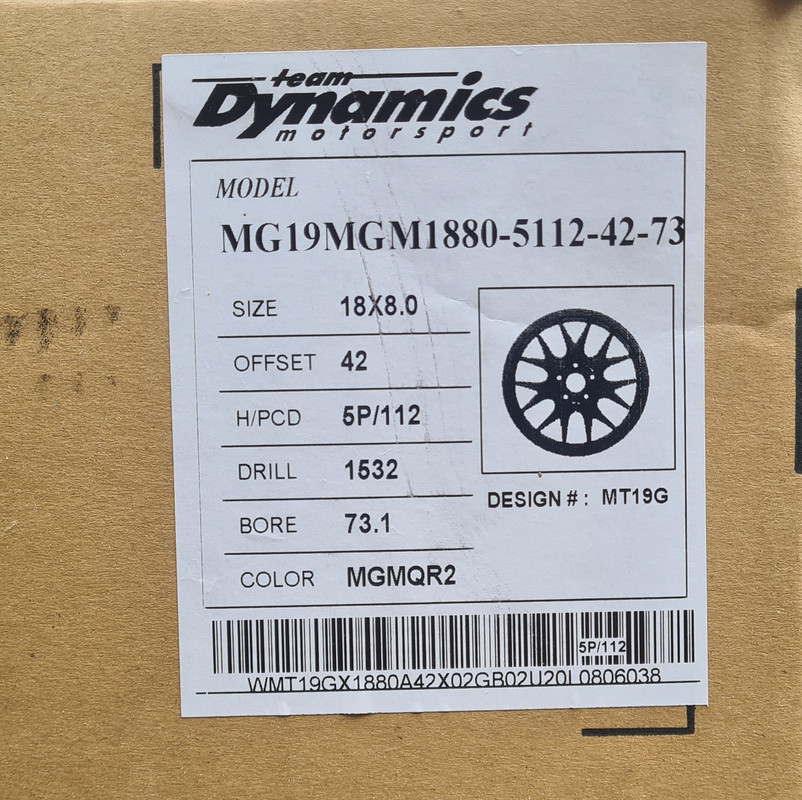 team
Dynamics
motorsport
MODEL
MG19MGM1880-5112-42-73
SIZE 18X8.0
OFFSET 42
H/PCD 5P/112
DRILL 1532
BORE 73.1
COLOR MGMQR2
DESIGN # : MT19G
5P/112
WMT19GX1880A42X02GB02U20L0806038